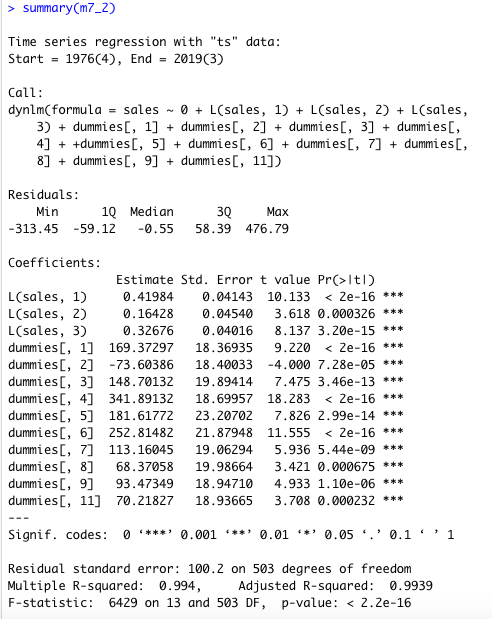 > summary(m7_2)
Time series regression with "ts" data:
Start = 1976(4), End = 2019(3)
Call:
dynlm(formula = sales ~ 0 + L(sales, 1) + L(sales, 2) + L(sales,
3) + dummies[, 1] + dummies[, 2] + dummies[, 3] + dummies[,
4] + +dummies[, 5] + dummies[, 6] + dummies[, 7] + dummies[,
8] + dummies[, 9] + dummies[, 11])
Residuals:
Min 1Q Median 3Q Max
-313.45 -59.12 -0.55 58.39 476.79
Coefficients:
Estimate Std. Error t value Pr(>|t|)
L(sales, 1) 0.41984 0.04143 10.133 < 2e-16 ***
L(sales, 2) 0.16428 0.04540 3.618 0.000326 ***
L(sales, 3) 0.32676 0.04016 8.137 3.20e-15 ***
dummies[, 1] 169.37297 18.36935 9.220 < 2e-16 ***
dummies[, 2] -73.60386 18.40033 -4.000 7.28e-05 ***
dummies[, 3] 148.70132 19.89414 7.475 3.46e-13 ***
dummies[, 4] 341.89132 18.69957 18.283 < 2e-16 ***
dummies[, 5] 181.61772 23.20702 7.826 2.99e-14 ***
dummies[, 6] 252.81482 21.87948 11.555 < 2e-16 ***
dummies[, 7] 113.16045 19.06294 5.936 5.44e-09 ***
dummies[, 8] 68.37058 19.98664 3.421 0.000675 ***
dummies[, 9] 93.47349 18.94710 4.933 1.10e-06 ***
dummies[, 11] 70.21827 18.93665 3.708 0.000232 ***
---
Signif. codes: 0 ‘***’ 0.001 ‘**’ 0.01 ‘*’ 0.05 ‘.’ 0.1 ‘ ’ 1
Residual standard error: 100.2 on 503 degrees of freedom
Multiple R-squared: 0.994, Adjusted R-squared: 0.9939
F-statistic: 6429 on 13 and 503 DF, p-value: < 2.2e-16